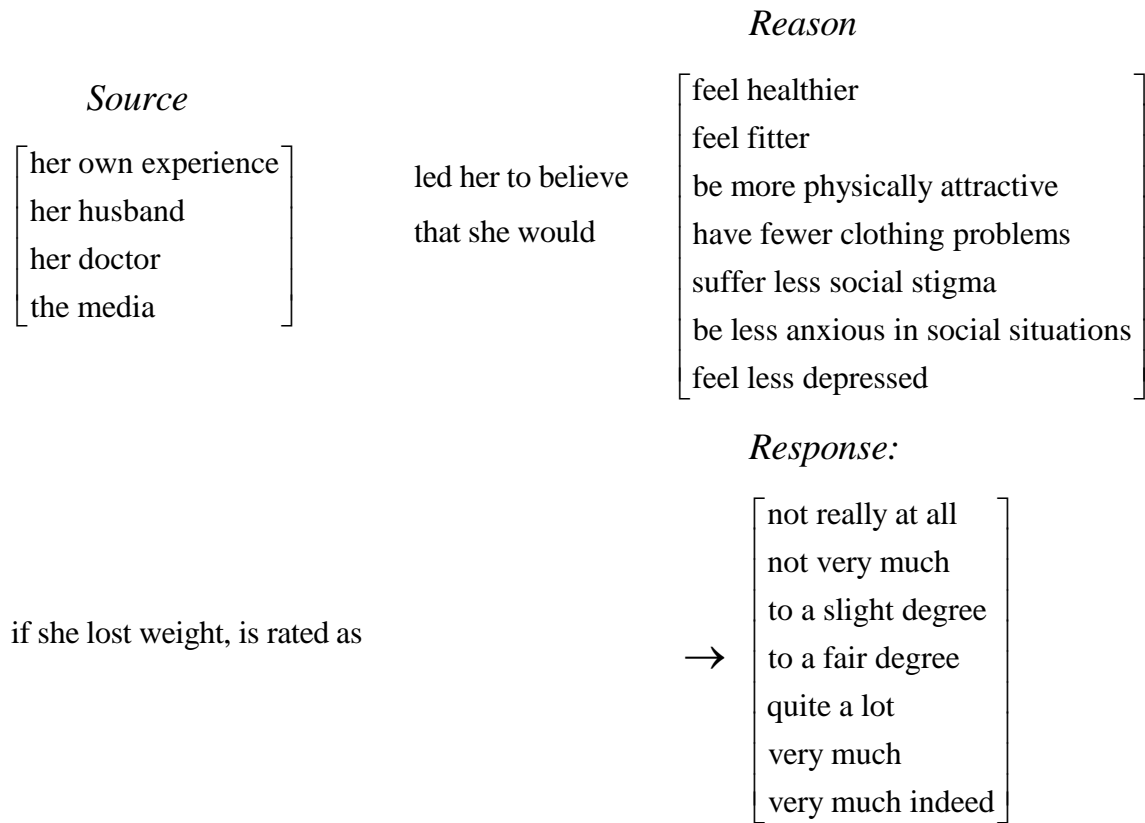 Reason
Source
her own experience
her husband
her doctor
the media
led her to believe
that she would
feel healthier
feel fitter
be more physically attractive
have fewer clothing problems
suffer less social stigma
be less anxious in social situations
feel less depressed
Response:
if she lost weight, is rated as
→
not really at all
not very much
to a slight degree
to a fair degree
quite a lot
very much
very much indeed